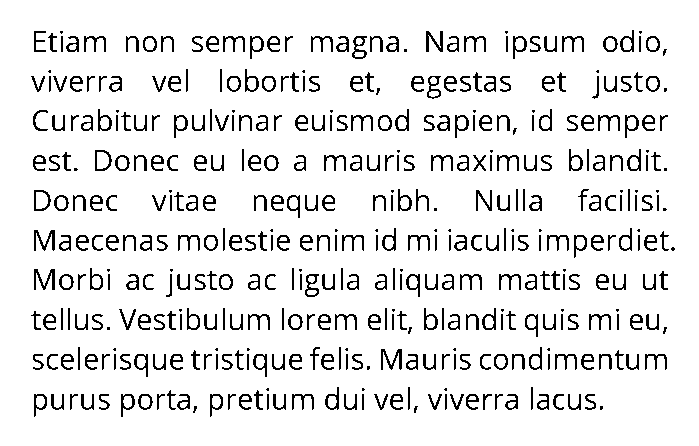 Etiam non semper magna. Nam ipsum odio,
viverra vel lobortis et, egestas et justo.
Curabitur pulvinar euismod sapien, id semper
est. Donec eu leo a mauris maximus blandit.
Donec vitae neque nibh. Nulla facilisi.
Maecenas molestie enim id mi iaculis imperdiet.
Morbi ac justo ac ligula aliquam mattis eu ut
tellus. Vestibulum lorem elit, blandit quis mi eu,
scelerisque tristique felis. Mauris condimentum
purus porta, pretium dui vel, viverra lacus.